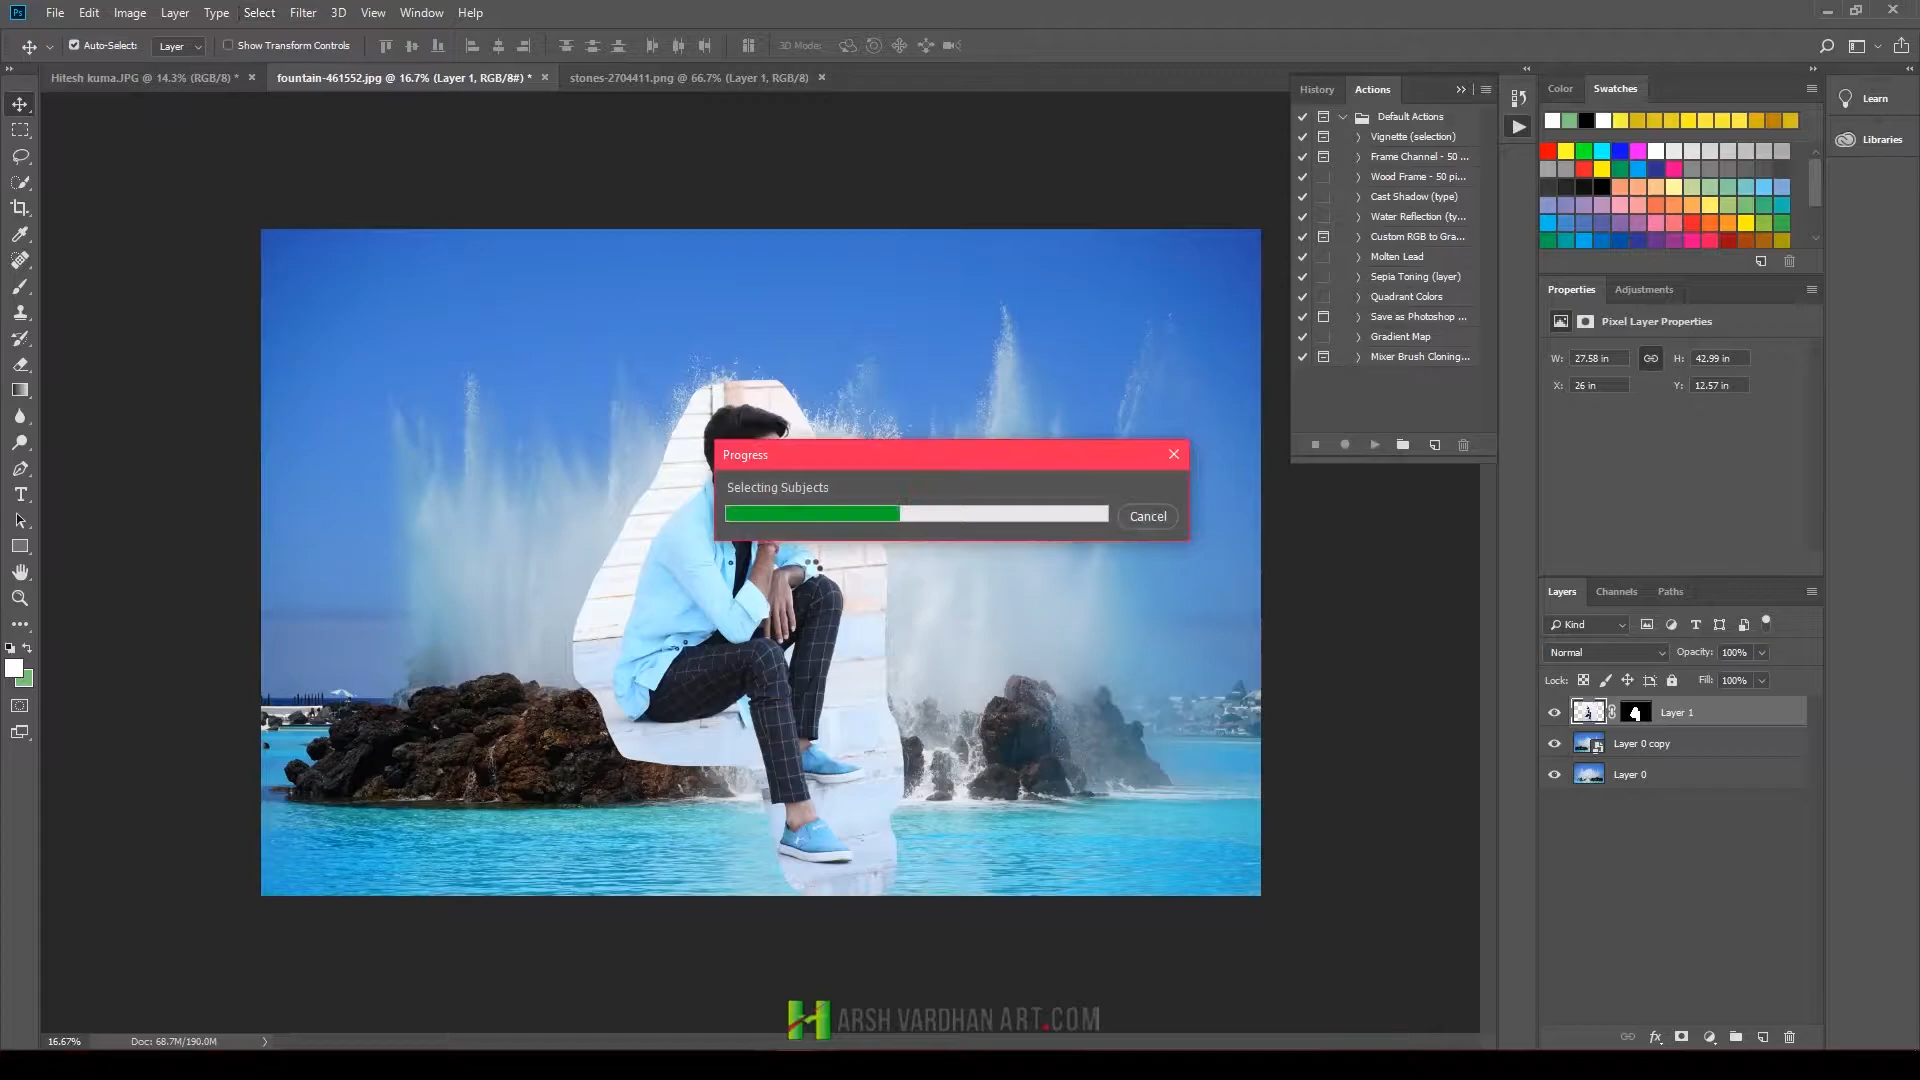 Ps File Edit Image Layer Type Select Filter 3D View Window Help
Auto-Select: Layer Show Transform Controls 3D Mode:
Hitesh kuma.JPG @ 14.3% (RGB/8) * × fountain-461552.jpg @ 16.7% (Layer 1, RGB/8#) * × stones-2704411.png @ 66.7% (Layer 1, RGB/8) ×
History Actions
Default Actions
Vignette (selection)
Frame Channel - 50 ...
Wood Frame - 50 pi...
Cast Shadow (type)
Water Reflection (ty...
Custom RGB to Gra...
Molten Lead
Sepia Toning (layer)
Quadrant Colors
Save as Photoshop ...
Gradient Map
Mixer Brush Cloning...
Color Swatches
Learn
Libraries
Properties Adjustments
Pixel Layer Properties
W: 27.58 in H: 42.99 in
X: 26 in Y: 12.57 in
Progress
Selecting Subjects
Cancel
Layers Channels Paths
Kind
Normal Opacity: 100%
Lock: Fill: 100%
Layer 1
Layer 0 copy
Layer 0
fx
16.67% Doc: 68.7M/190.0M
HARSH VARDHAN ART.COM